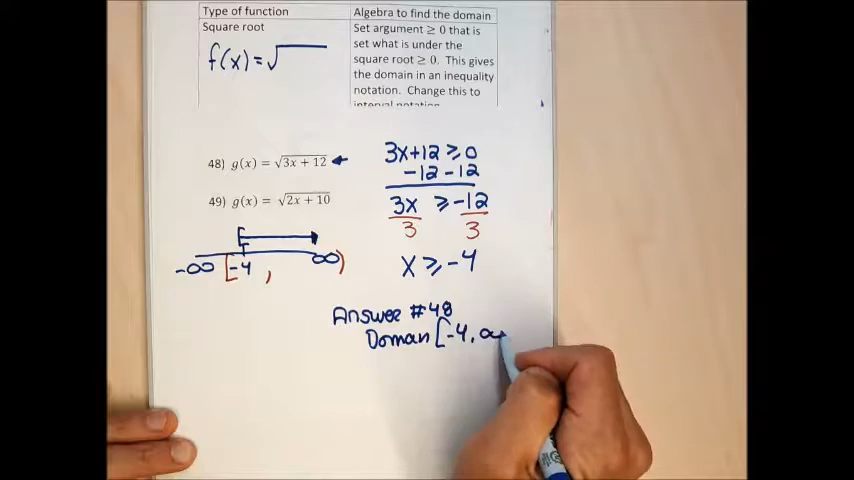 Type of function
Algebra to find the domain
Square root
Set argument ≥ 0 that is
set what is under the
square root ≥ 0. This gives
the domain in an inequality
notation. Change this to
interval notation
f(x) = √
48) g(x) = √3x + 12
49) g(x) = √2x + 10
3x+12 ≥ 0
-12 -12
3x ≥ -12
3 3
x ≥ -4
-∞ [-4, ∞)
Answer #48
Doman [-4, ∞